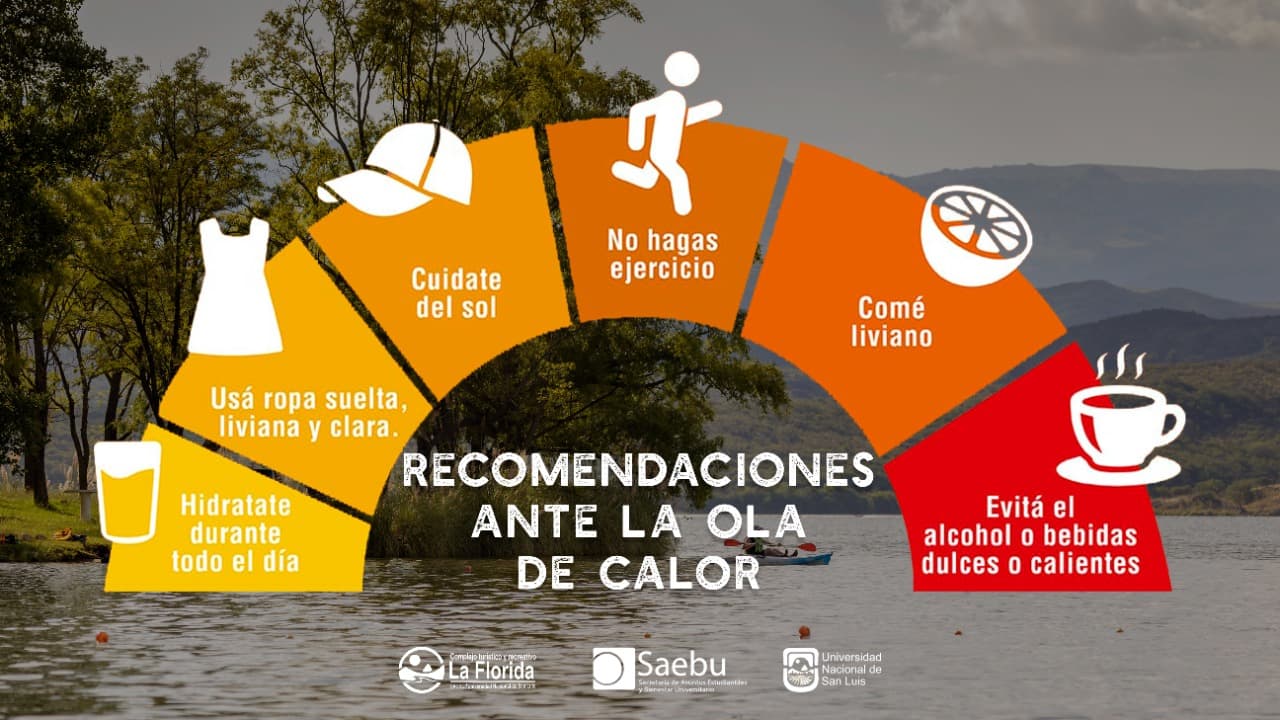 Hidratate
durante
todo el día
Usá ropa suelta,
liviana y clara.
Cuidate
del sol
No hagas
ejercicio
Comé
liviano
Evitá el
alcohol o bebidas
dulces o calientes
RECOMENDACIONES
ANTE LA OLA
DE CALOR
Complejo turístico y recreativo
La Florida
Saebu
Secretaría de Asuntos Estudiantiles
y Bienestar Universitario
Universidad
Nacional de
San Luis